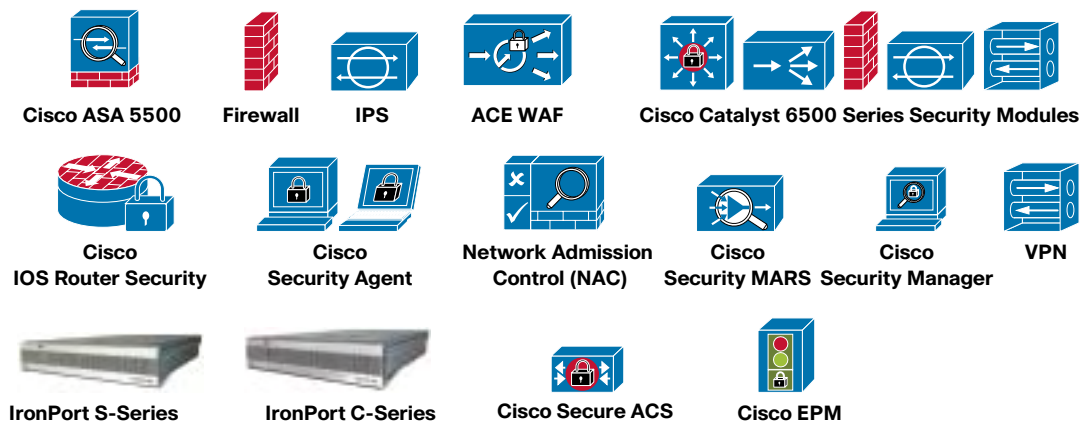 Cisco ASA 5500 Firewall IPS ACE WAF Cisco Catalyst 6500 Series Security Modules
Cisco Cisco Network Admission Cisco Cisco VPN
IOS Router Security Security Agent Control (NAC) Security MARS Security Manager
IronPort S-Series IronPort C-Series Cisco Secure ACS Cisco EPM